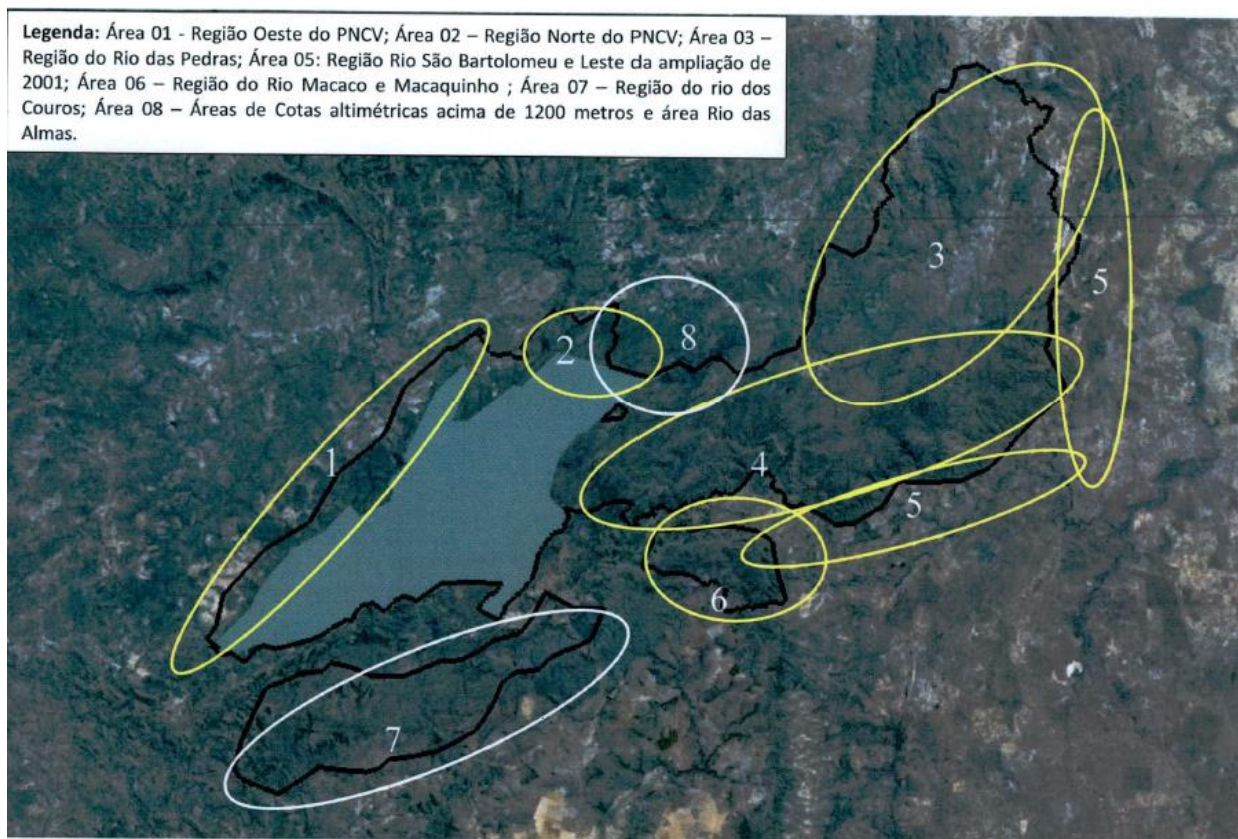 Legenda: Área 01 - Região Oeste do PNCV; Área 02 – Região Norte do PNCV; Área 03 –
Região do Rio das Pedras; Área 05: Região Rio São Bartolomeu e Leste da ampliação de
2001; Área 06 – Região do Rio Macaco e Macaquinho ; Área 07 – Região do rio dos
Couros; Área 08 – Áreas de Cotas altimétricas acima de 1200 metros e área Rio das
Almas.
3
5
8
2
1
4
5
6
7